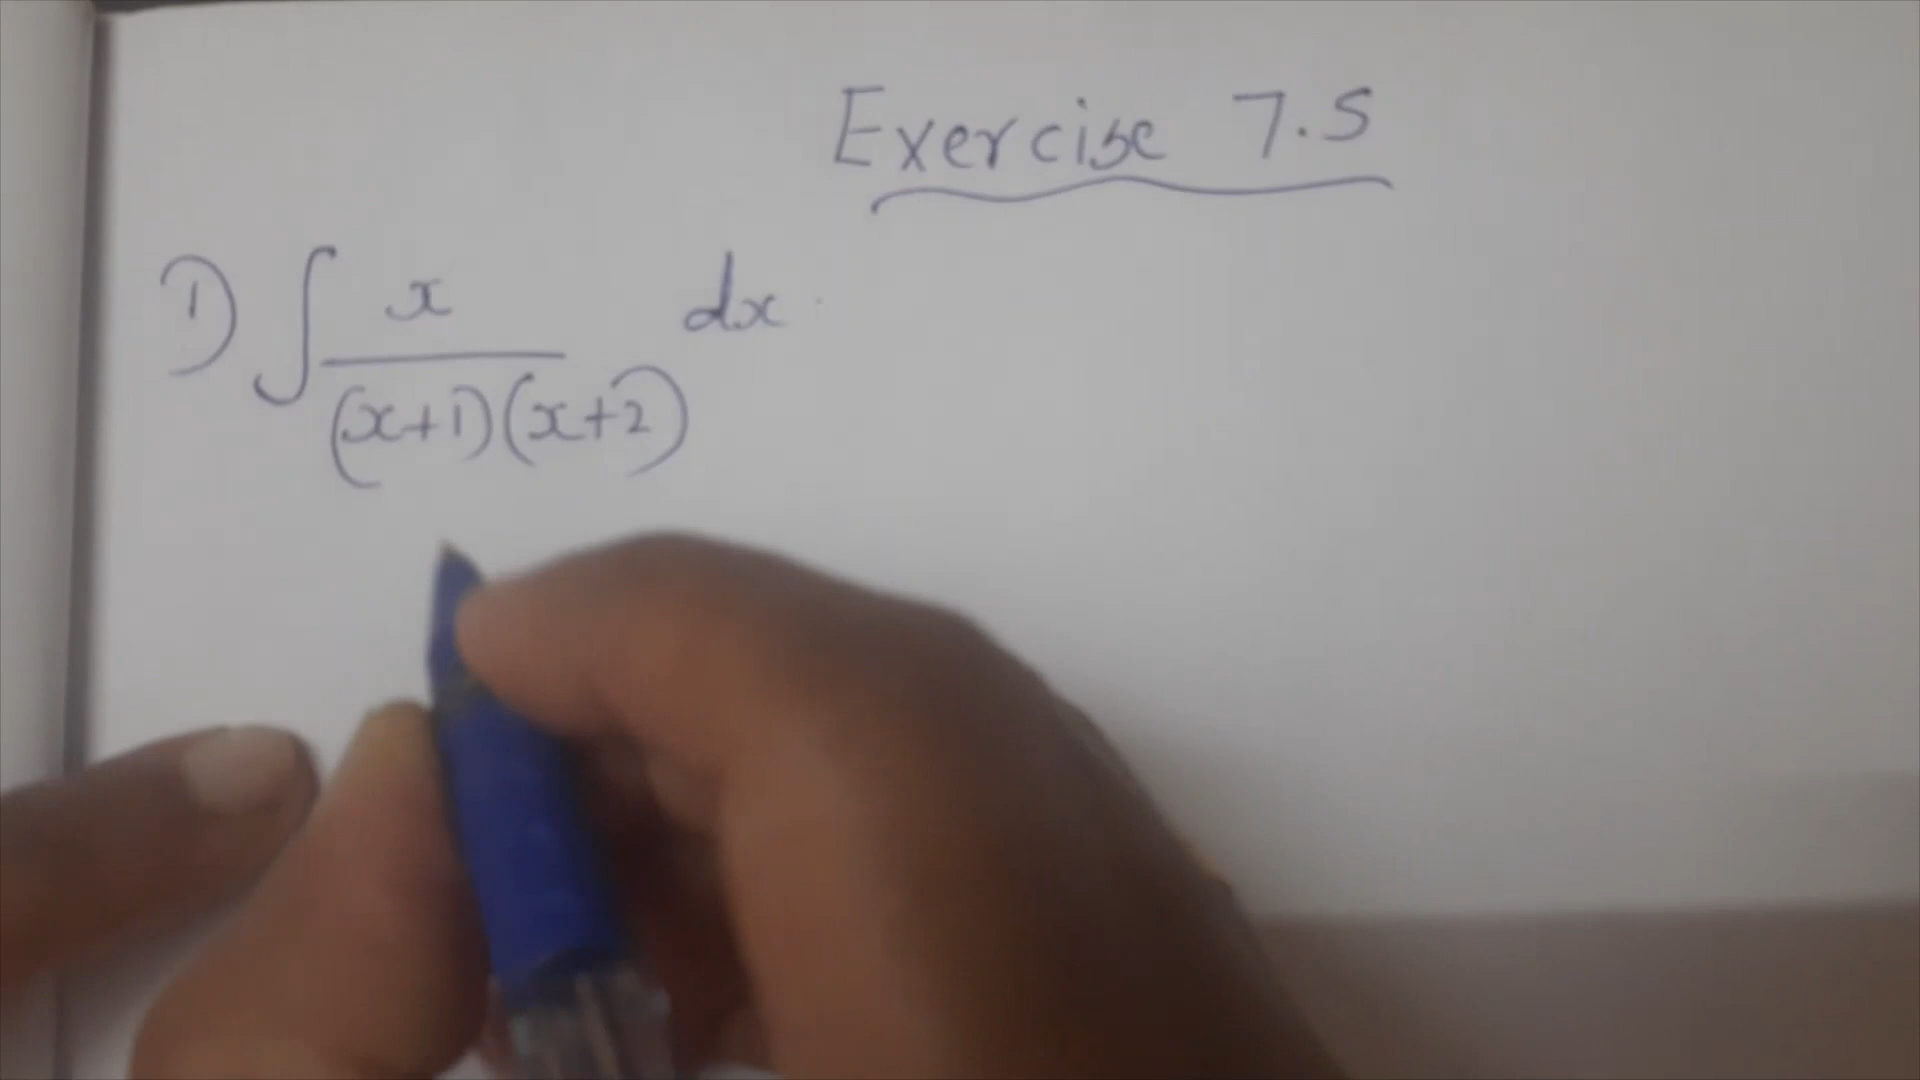 Exercise 7.5
1) ∫ x / (x+1)(x+2) dx